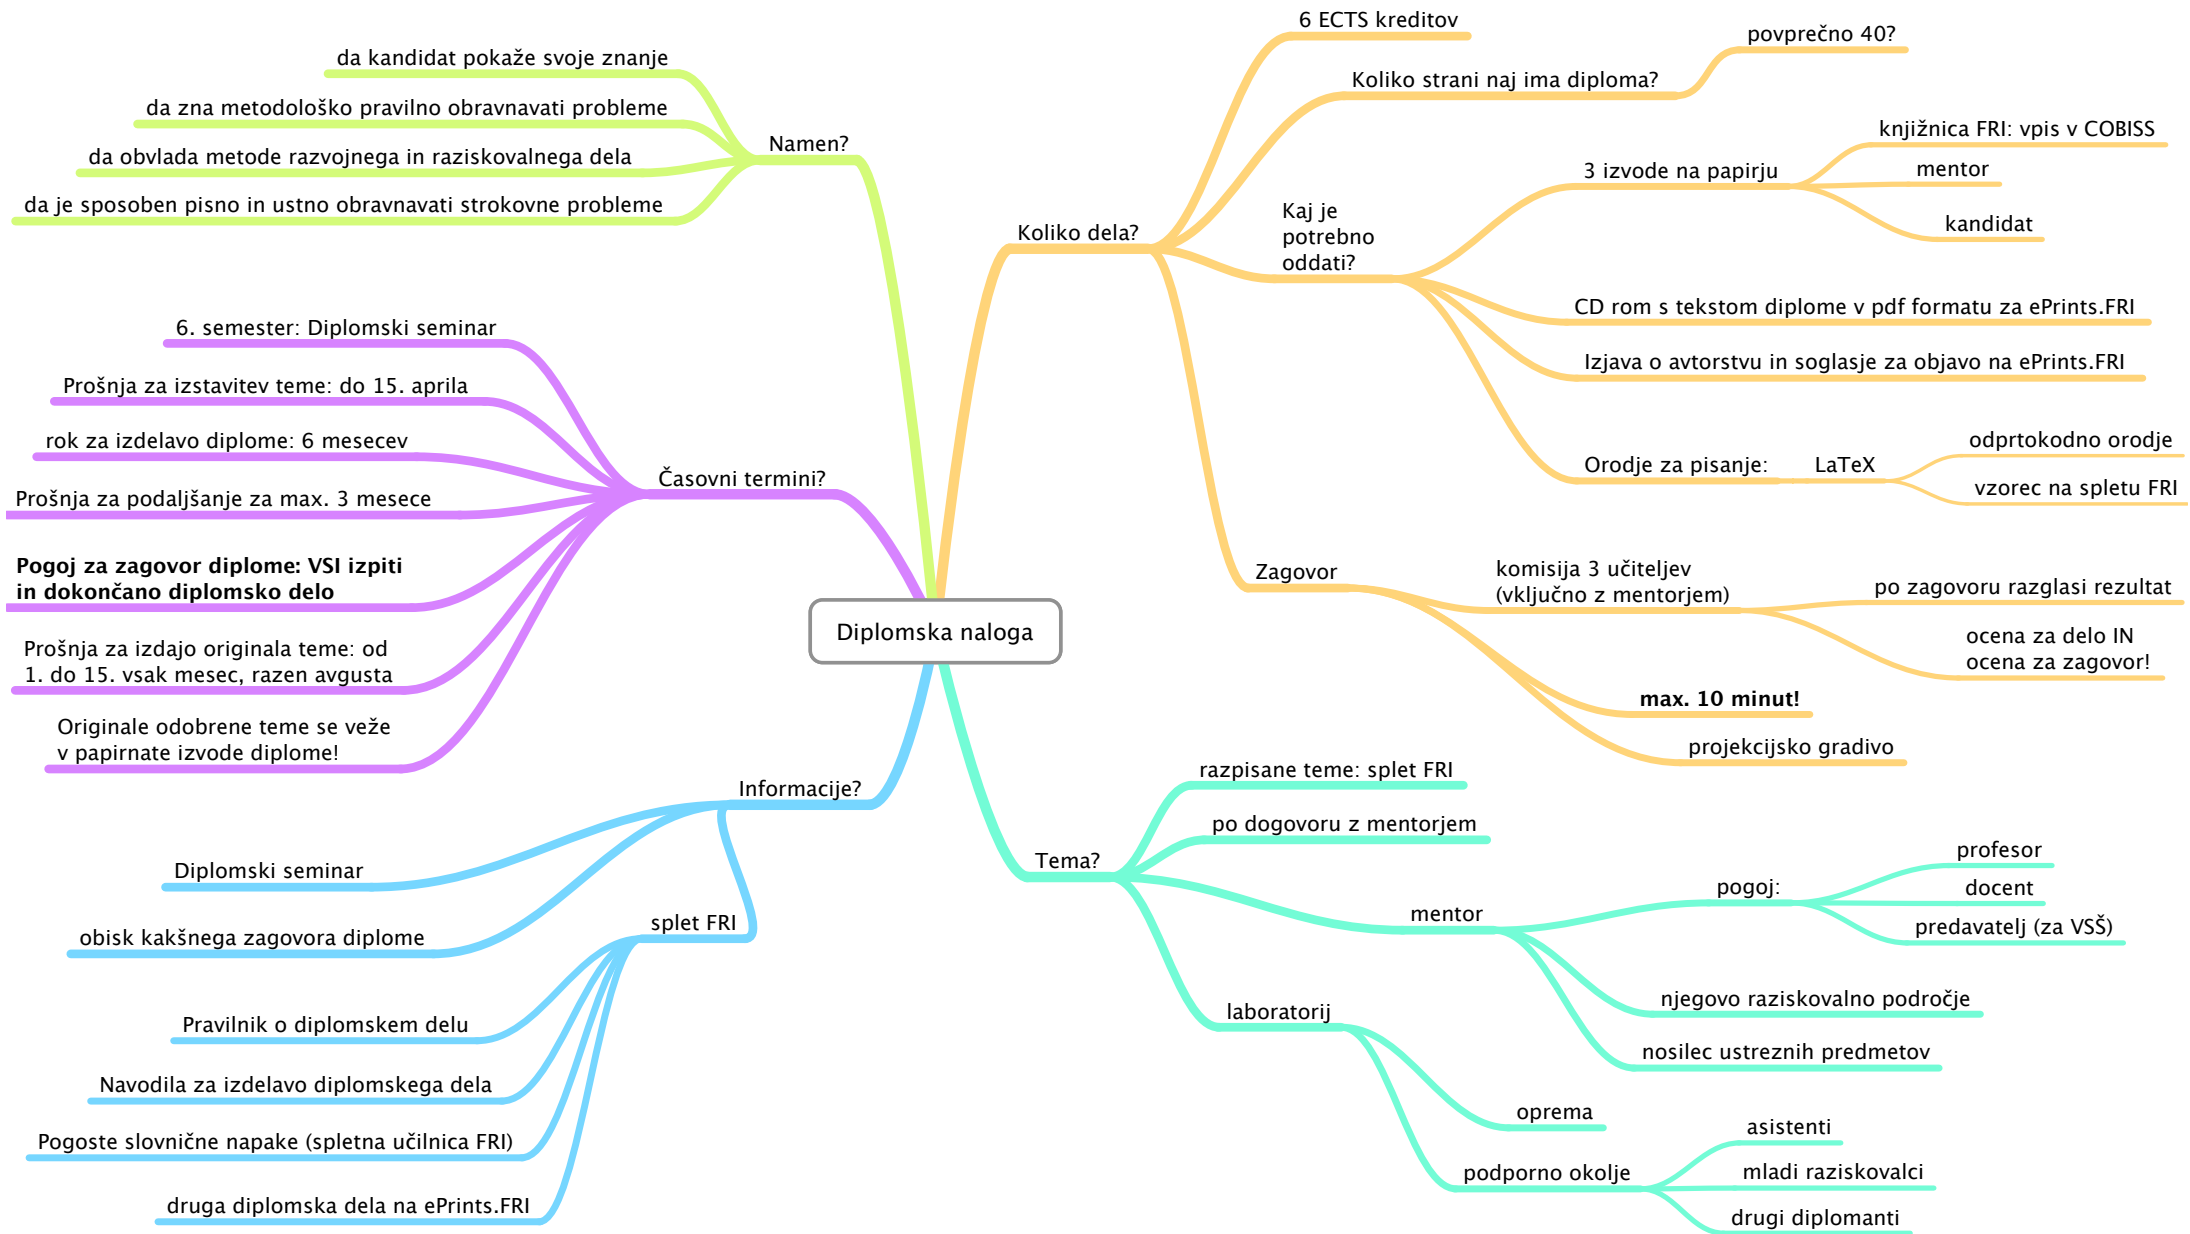 Diplomska naloga
Namen?
da kandidat pokaže svoje znanje
da zna metodološko pravilno obravnavati probleme
da obvlada metode razvojnega in raziskovalnega dela
da je sposoben pisno in ustno obravnavati strokovne probleme
Časovni termini?
6. semester: Diplomski seminar
Prošnja za izstavitev teme: do 15. aprila
rok za izdelavo diplome: 6 mesecev
Prošnja za podaljšanje za max. 3 mesece
Pogoj za zagovor diplome: VSI izpiti
in dokončano diplomsko delo
Prošnja za izdajo originala teme: od
1. do 15. vsak mesec, razen avgusta
Originale odobrene teme se veže
v papirnate izvode diplome!
Informacije?
Diplomski seminar
obisk kakšnega zagovora diplome
splet FRI
Pravilnik o diplomskem delu
Navodila za izdelavo diplomskega dela
Pogoste slovnične napake (spletna učilnica FRI)
druga diplomska dela na ePrints.FRI
Koliko dela?
6 ECTS kreditov
Koliko strani naj ima diploma?
povprečno 40?
Kaj je
potrebno
oddati?
3 izvode na papirju
knjižnica FRI: vpis v COBISS
mentor
kandidat
CD rom s tekstom diplome v pdf formatu za ePrints.FRI
Izjava o avtorstvu in soglasje za objavo na ePrints.FRI
Orodje za pisanje:
LaTeX
odprtokodno orodje
vzorec na spletu FRI
Zagovor
komisija 3 učiteljev
(vključno z mentorjem)
po zagovoru razglasi rezultat
ocena za delo IN
ocena za zagovor!
max. 10 minut!
projekcijsko gradivo
Tema?
razpisane teme: splet FRI
po dogovoru z mentorjem
mentor
pogoj:
profesor
docent
predavatelj (za VSŠ)
njegovo raziskovalno področje
nosilec ustreznih predmetov
laboratorij
oprema
podporno okolje
asistenti
mladi raziskovalci
drugi diplomanti